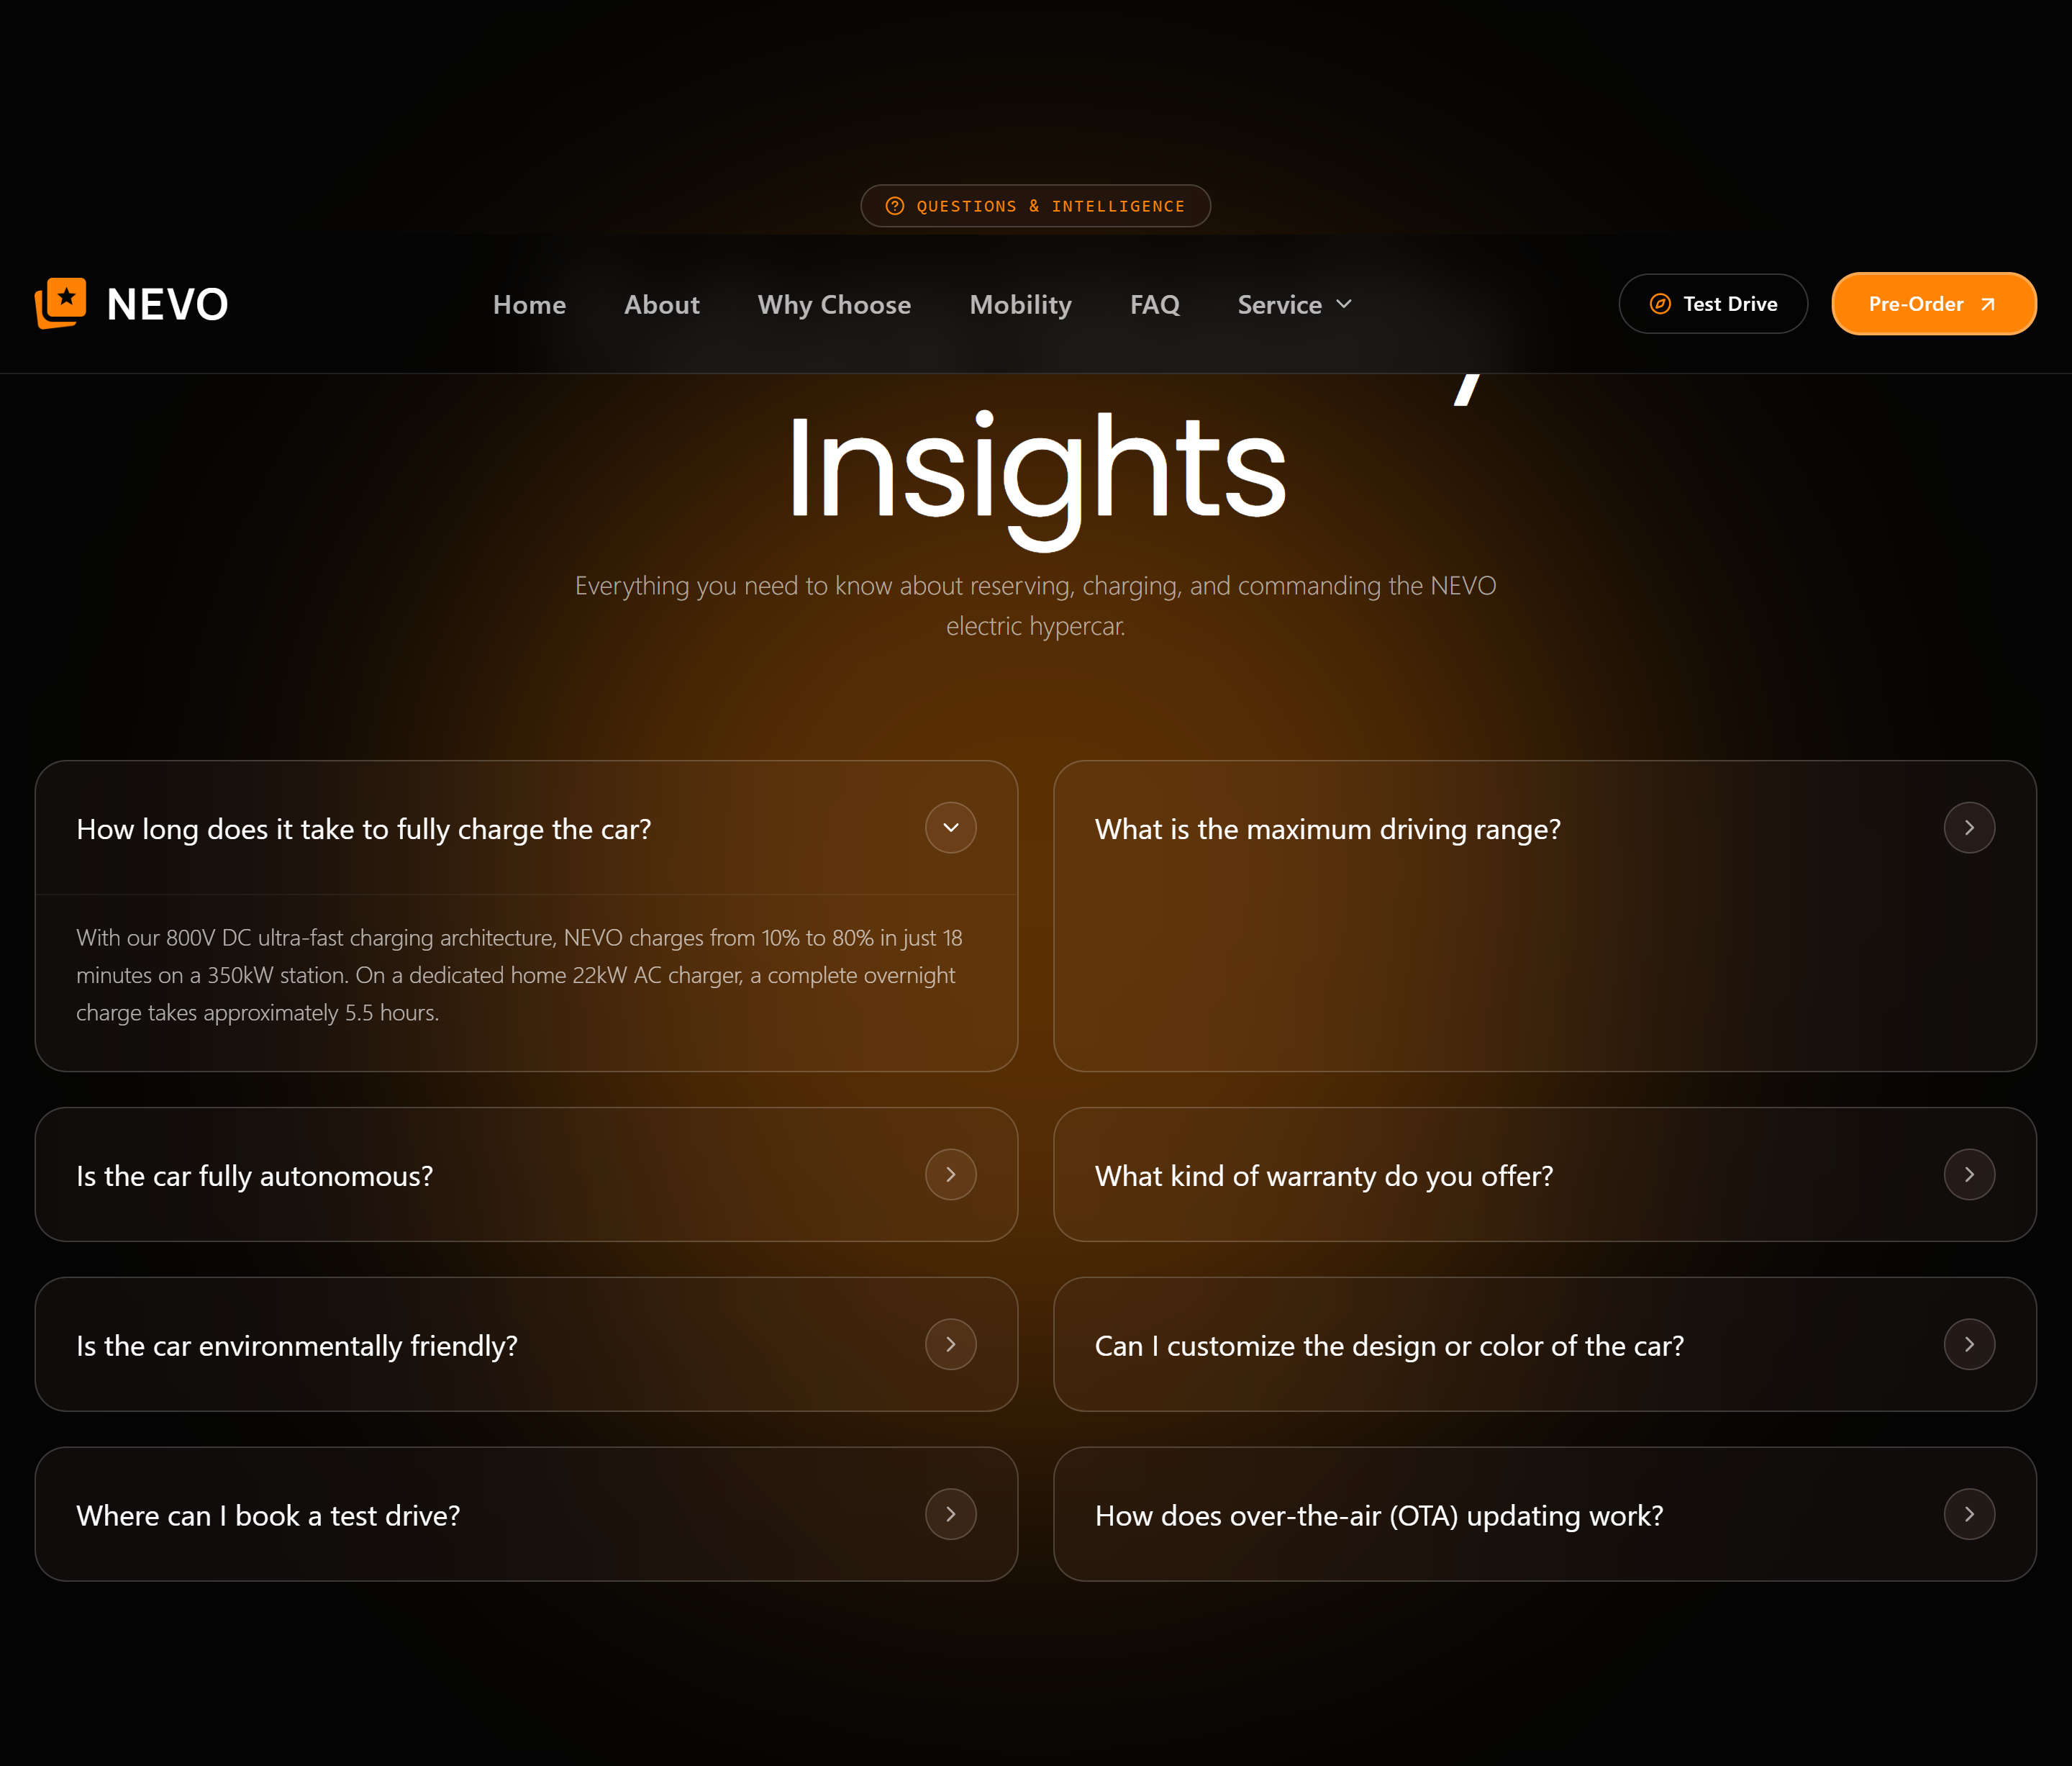 QUESTIONS & INTELLIGENCE
NEVO
Home
About
Why Choose
Mobility
FAQ
Service
Test Drive
Pre-Order
Insights
Everything you need to know about reserving, charging, and commanding the NEVO
electric hypercar.
How long does it take to fully charge the car?
With our 800V DC ultra-fast charging architecture, NEVO charges from 10% to 80% in just 18
minutes on a 350kW station. On a dedicated home 22kW AC charger, a complete overnight
charge takes approximately 5.5 hours.
What is the maximum driving range?
Is the car fully autonomous?
What kind of warranty do you offer?
Is the car environmentally friendly?
Can I customize the design or color of the car?
Where can I book a test drive?
How does over-the-air (OTA) updating work?